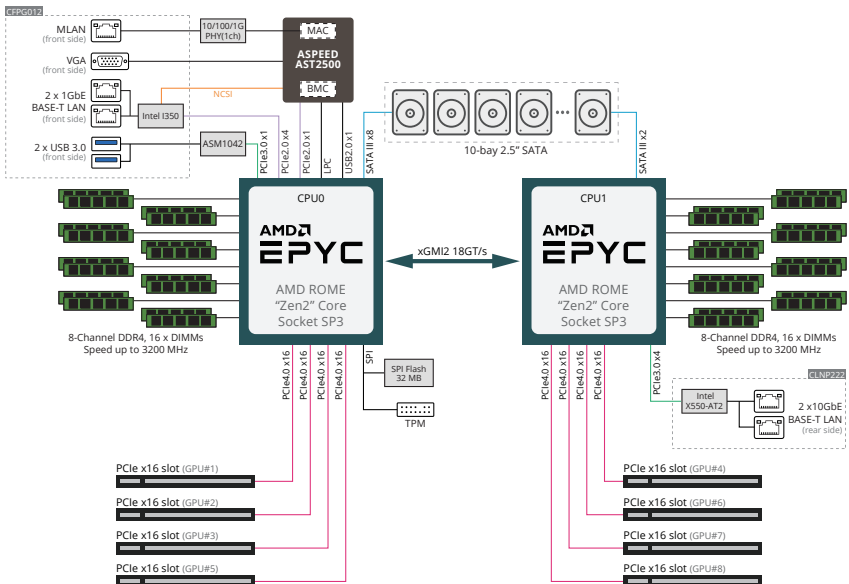 CFPG012
MLAN
(front side)
10/100/1G
PHY(1ch)
MAC
ASPEED
AST2500
BMC
VGA
(front side)
2 x 1GbE
BASE-T LAN
(front side)
Intel I350
NCSI
2 x USB 3.0
(front side)
ASM1042
PCIe3.0 x1
PCIe2.0 x4
PCIe2.0 x1
LPC
USB2.0 x1
SATA III x8
10-bay 2.5” SATA
SATA III x2
CPU0
AMD
EPYC
AMD ROME
“Zen2” Core
Socket SP3
xGMI2 18GT/s
CPU1
AMD
EPYC
AMD ROME
“Zen2” Core
Socket SP3
8-Channel DDR4, 16 x DIMMs
Speed up to 3200 MHz
8-Channel DDR4, 16 x DIMMs
Speed up to 3200 MHz
PCIe4.0 x16
PCIe4.0 x16
PCIe4.0 x16
PCIe4.0 x16
SPI
SPI Flash
32 MB
TPM
PCIe4.0 x16
PCIe4.0 x16
PCIe4.0 x16
PCIe4.0 x16
PCIe3.0 x4
CLNP222
Intel
X550-AT2
2 x10GbE
BASE-T LAN
(rear side)
PCIe x16 slot (GPU#1)
PCIe x16 slot (GPU#2)
PCIe x16 slot (GPU#3)
PCIe x16 slot (GPU#5)
PCIe x16 slot (GPU#4)
PCIe x16 slot (GPU#6)
PCIe x16 slot (GPU#7)
PCIe x16 slot (GPU#8)